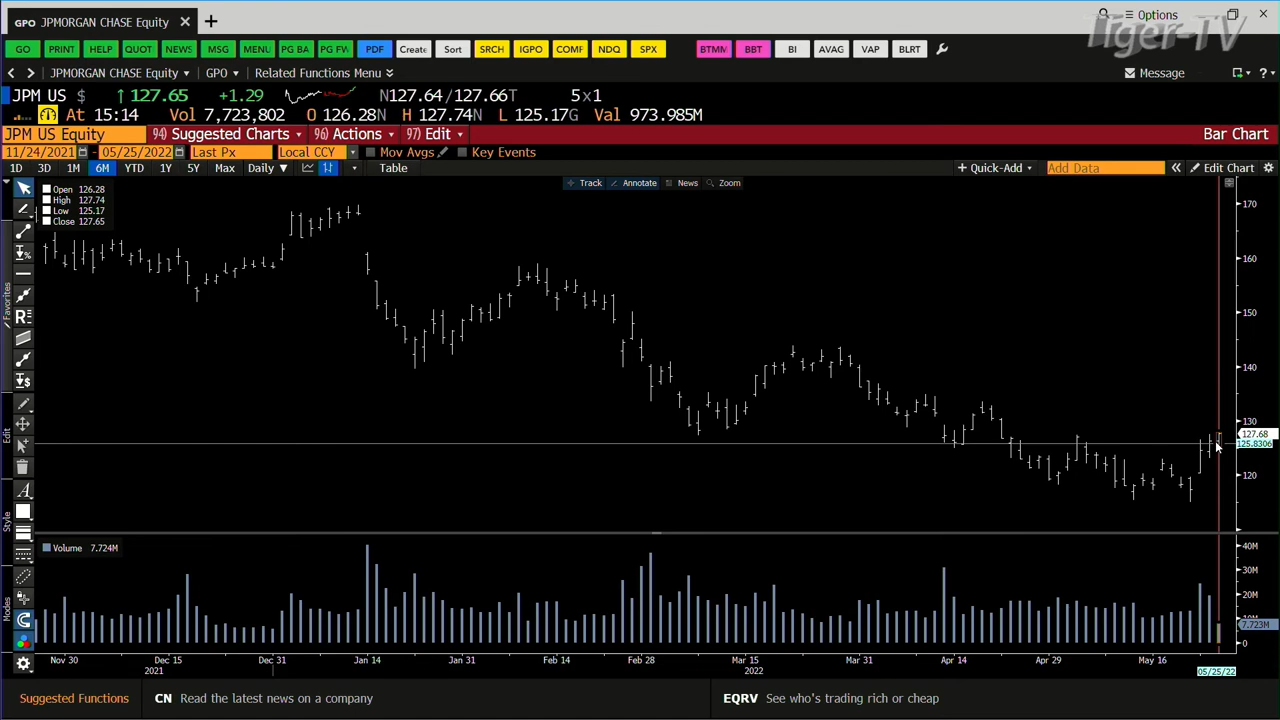 GPO JPMORGAN CHASE Equity
Options
Tiger-TV
GO PRINT HELP QUOT NEWS MSG MENU PG BA PG FW PDF Create Sort SRCH IGPO COMF NDQ SPX BTMM BBT BI AVAG VAP BLRT
JPMORGAN CHASE Equity GPO Related Functions Menu Message ?
JPM US $ ↑ 127.65 +1.29 N127.64/127.66T 5x1
At 15:14 Vol 7,723,802 O 126.28N H 127.74N L 125.17G Val 973.985M
JPM US Equity 94) Suggested Charts 96) Actions 97) Edit Bar Chart
11/24/2021 - 05/25/2022 Last Px Local CCY Mov Avgs Key Events
1D 3D 1M 6M YTD 1Y 5Y Max Daily ▼ Table + Quick-Add Add Data « Edit Chart
Track Annotate News Zoom
Open 126.28
High 127.74
Low 125.17
Close 127.65
170
160
150
140
130
127.68
125.8306
120
Favorites
Edit
Style
Modes
Volume 7.724M
40M
30M
20M
10M
7.723M
0
Nov 30 Dec 15 Dec 31 Jan 14 Jan 31 Feb 14 Feb 28 Mar 15 Mar 31 Apr 14 Apr 29 May 16
2021 2022 05/25/22
Suggested Functions CN Read the latest news on a company EQRV See who's trading rich or cheap